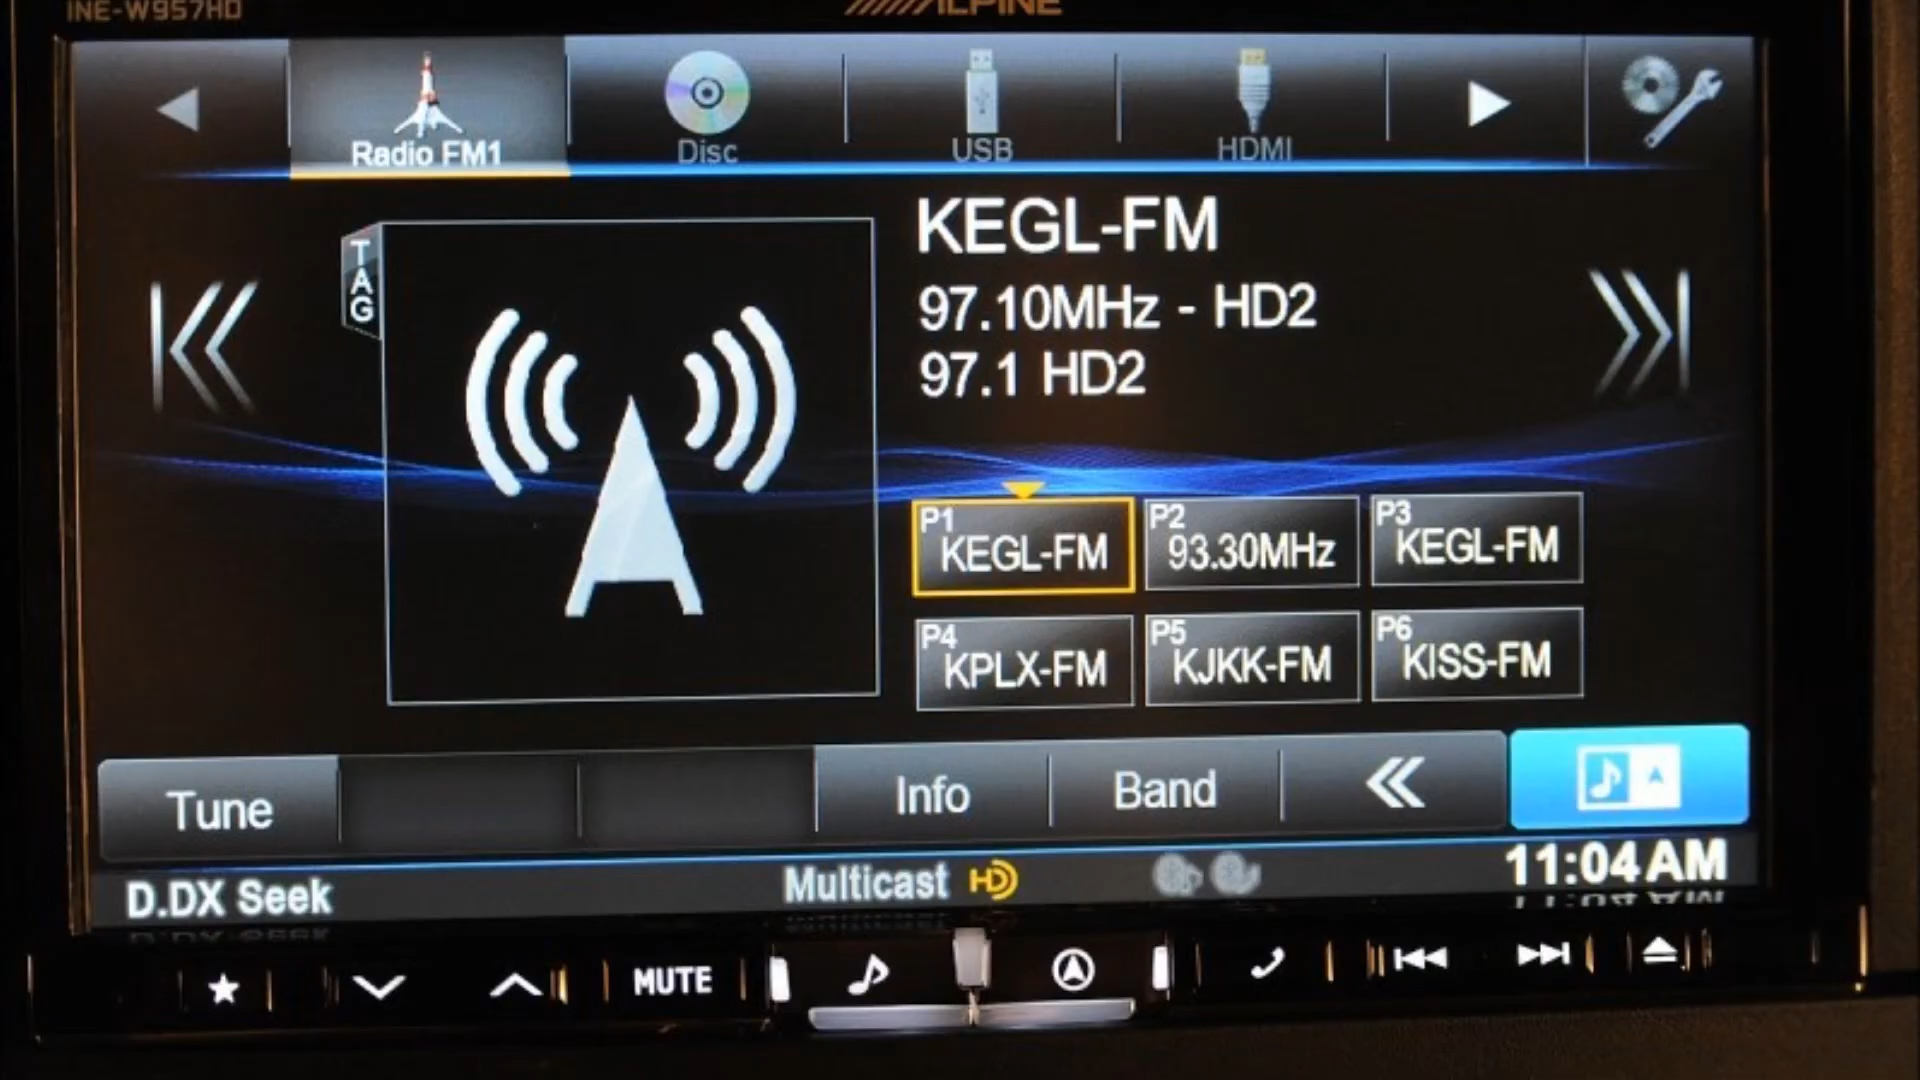 INE-W957HD
ALPINE
Radio FM1
Disc
USB
HDMI
TAG
KEGL-FM
97.10MHz - HD2
97.1 HD2
P1 KEGL-FM
P2 93.30MHz
P3 KEGL-FM
P4 KPLX-FM
P5 KJKK-FM
P6 KISS-FM
Tune
Info
Band
D.DX Seek
Multicast HD
11:04 AM
MUTE